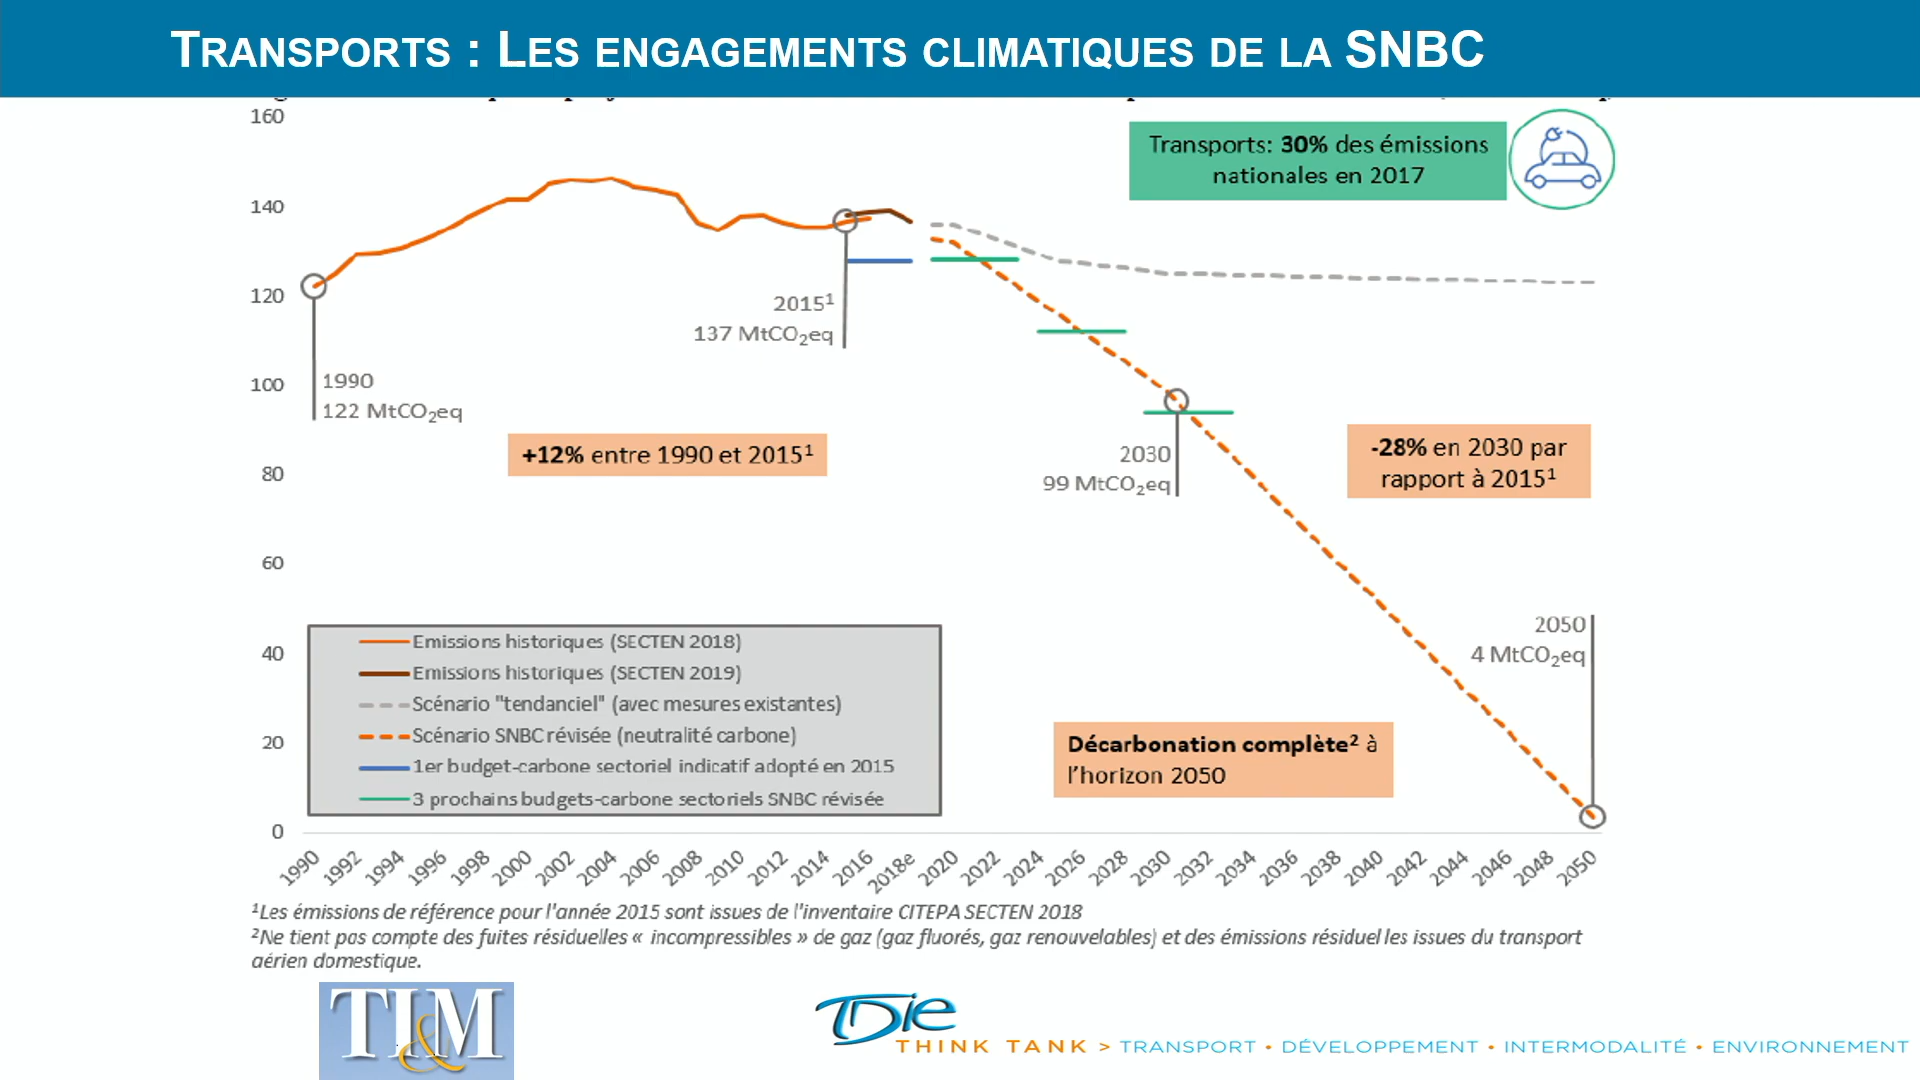 TRANSPORTS : LES ENGAGEMENTS CLIMATIQUES DE LA SNBC
160
140
120
100
80
60
40
20
0
Transports: 30% des émissions
nationales en 2017
2015¹
137 MtCO₂eq
1990
122 MtCO₂eq
+12% entre 1990 et 2015¹
2030
99 MtCO₂eq
-28% en 2030 par
rapport à 2015¹
2050
4 MtCO₂eq
Décarbonation complète² à
l'horizon 2050
Emissions historiques (SECTEN 2018)
Emissions historiques (SECTEN 2019)
Scénario "tendanciel" (avec mesures existantes)
Scénario SNBC révisée (neutralité carbone)
1er budget-carbone sectoriel indicatif adopté en 2015
3 prochains budgets-carbone sectoriels SNBC révisée
1990 1992 1994 1996 1998 2000 2002 2004 2006 2008 2010 2012 2014 2016 2018e 2020 2022 2024 2026 2028 2030 2032 2034 2036 2038 2040 2042 2044 2046 2048 2050
¹Les émissions de référence pour l'année 2015 sont issues de l'inventaire CITEPA SECTEN 2018
²Ne tient pas compte des fuites résiduelles « incompressibles » de gaz (gaz fluorés, gaz renouvelables) et des émissions résiduelles issues du transport
aérien domestique.
TI&M
TDie
THINK TANK > TRANSPORT • DÉVELOPPEMENT • INTERMODALITÉ • ENVIRONNEMENT